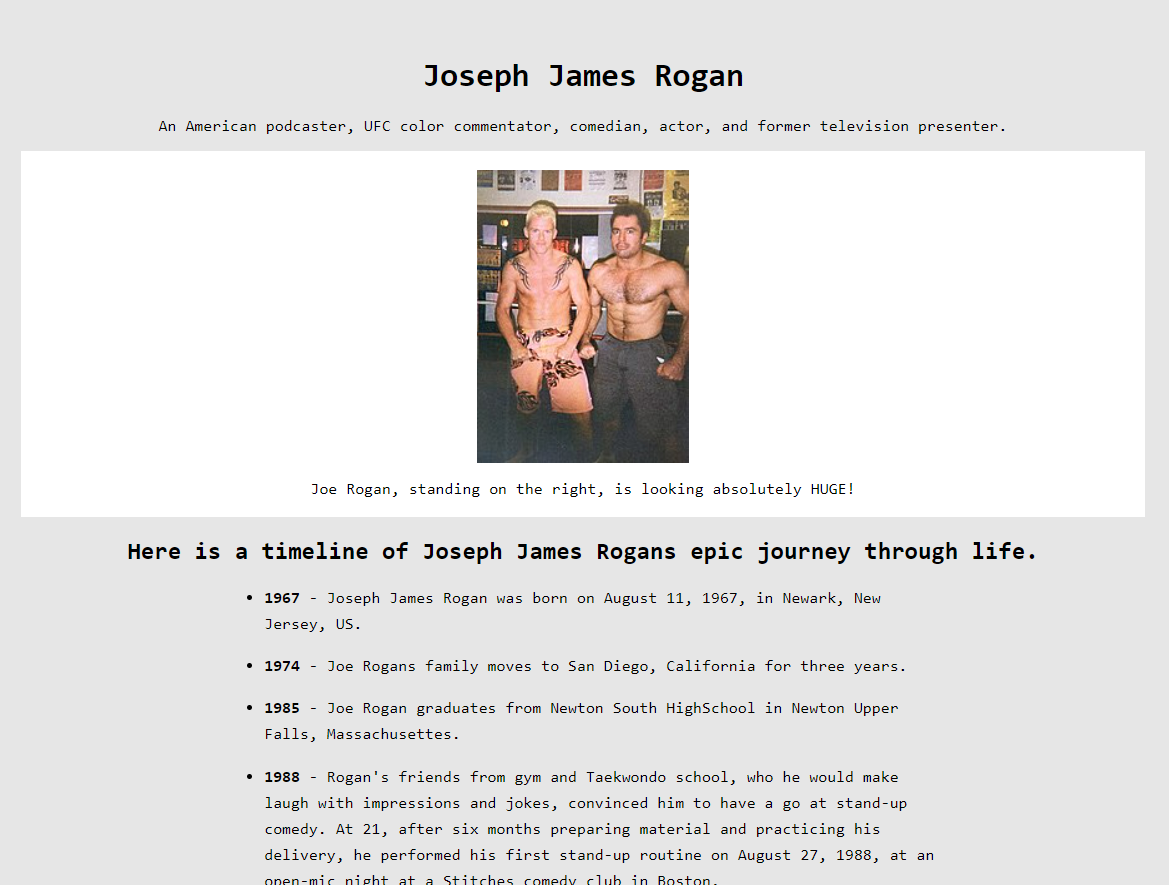 Joseph James Rogan
An American podcaster, UFC color commentator, comedian, actor, and former television presenter.
Joe Rogan, standing on the right, is looking absolutely HUGE!
Here is a timeline of Joseph James Rogans epic journey through life.
• 1967 - Joseph James Rogan was born on August 11, 1967, in Newark, New
Jersey, US.
• 1974 - Joe Rogans family moves to San Diego, California for three years.
• 1985 - Joe Rogan graduates from Newton South HighSchool in Newton Upper
Falls, Massachusettes.
• 1988 - Rogan's friends from gym and Taekwondo school, who he would make
laugh with impressions and jokes, convinced him to have a go at stand-up
comedy. At 21, after six months preparing material and practicing his
delivery, he performed his first stand-up routine on August 27, 1988, at an
open-mic night at a Stitches comedy club in Boston.